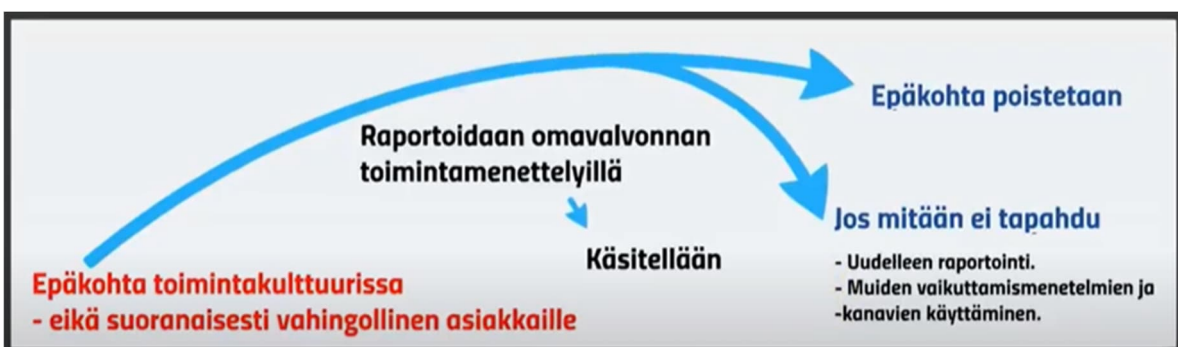 Epäkohta poistetaan
Raportoidaan omavalvonnan
toimintamenettelyillä
Jos mitään ei tapahdu
Käsitellään
- Uudelleen raportointi.
- Muiden vaikuttamismenetelmien ja
-kanavien käyttäminen.
Epäkohta toimintakulttuurissa
- eikä suoranaisesti vahingollinen asiakkaille